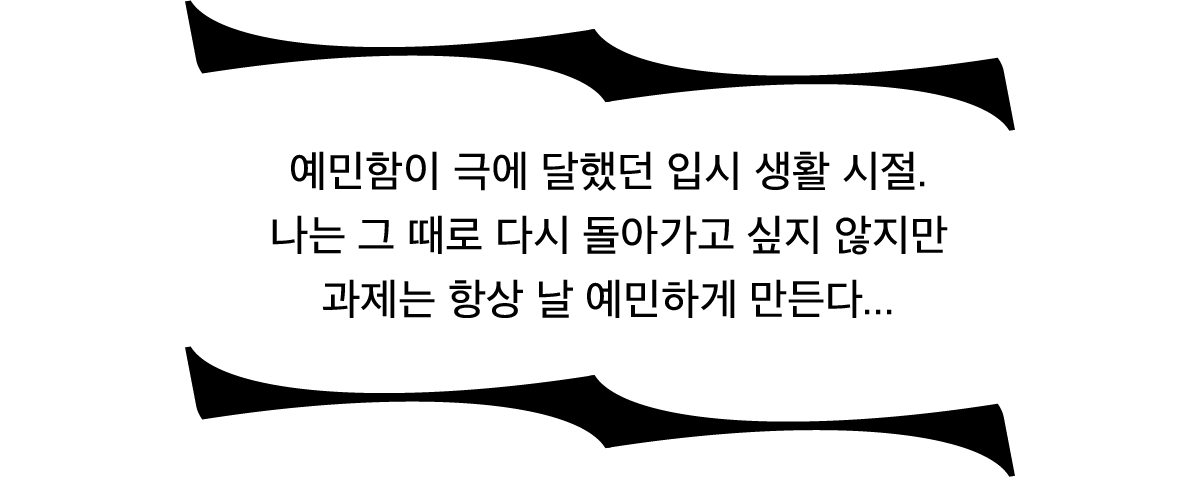 예민함이 극에 달했던 입시 생활 시절.
나는 그 때로 다시 돌아가고 싶지 않지만
과제는 항상 날 예민하게 만든다...